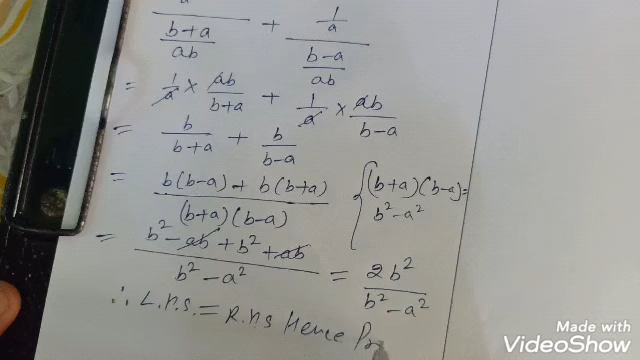 b+a/ab + 1/a / b-a/ab
= 1/a × ab/b+a + 1/a × ab/b-a
= b/b+a + b/b-a
= b(b-a) + b(b+a) / (b+a)(b-a) {(b+a)(b-a)=
b²-a²
= b²-ab+b²+ab / b²-a² = 2b² / b²-a²
∴ L.H.S. = R.H.S Hence
Made with
VideoShow